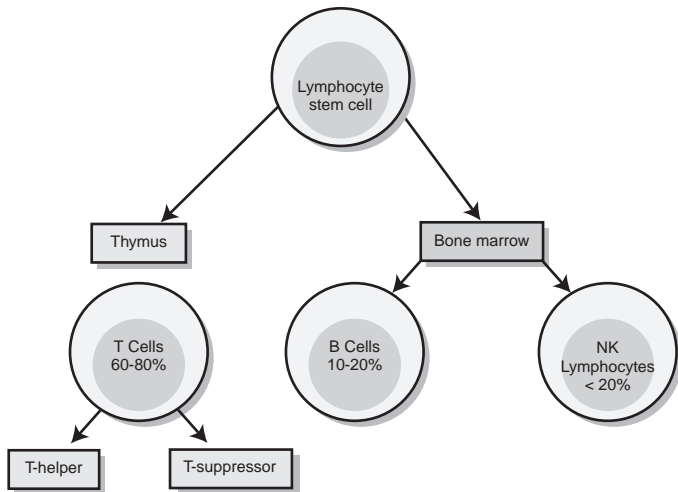 Lymphocyte
stem cell
Thymus
Bone marrow
T Cells
60-80%
B Cells
10-20%
NK
Lymphocytes
< 20%
T-helper
T-suppressor